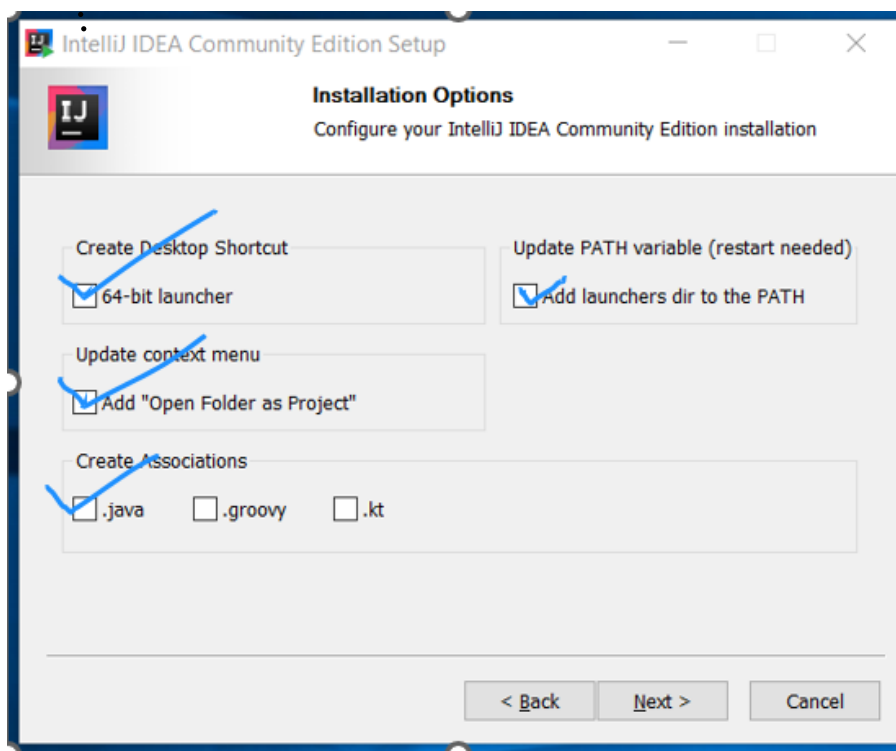 IntelliJ IDEA Community Edition Setup
IJ
Installation Options
Configure your IntelliJ IDEA Community Edition installation
Create Desktop Shortcut
64-bit launcher
Update PATH variable (restart needed)
Add launchers dir to the PATH
Update context menu
Add "Open Folder as Project"
Create Associations
.java .groovy .kt
< Back Next > Cancel